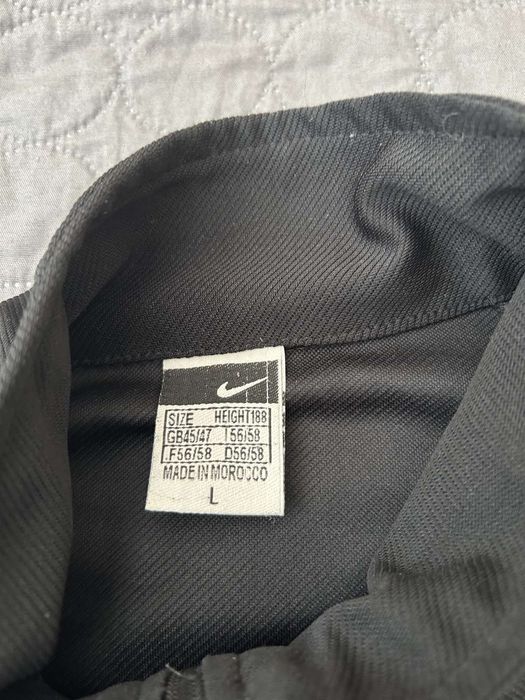 SIZE HEIGHT188
GB45/47 I56/58
.F56/58 D56/58
MADE IN MOROCCO
L